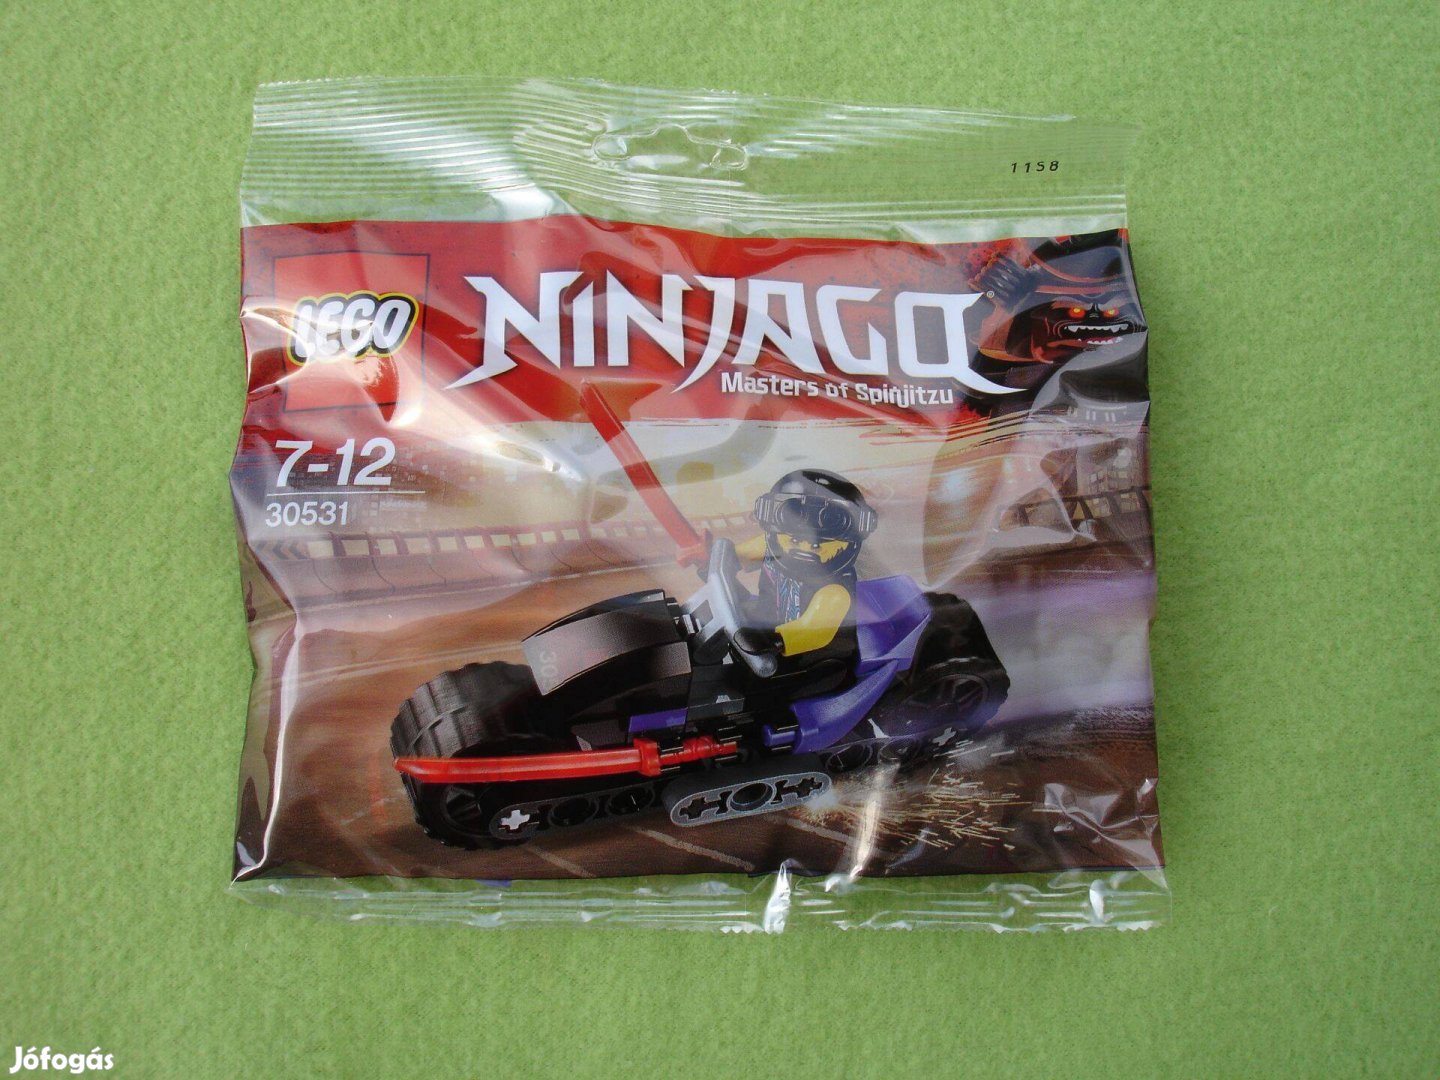 1158
LEGO
NINJAGO®
Masters of Spinjitzu
7-12
30531
Jófogás